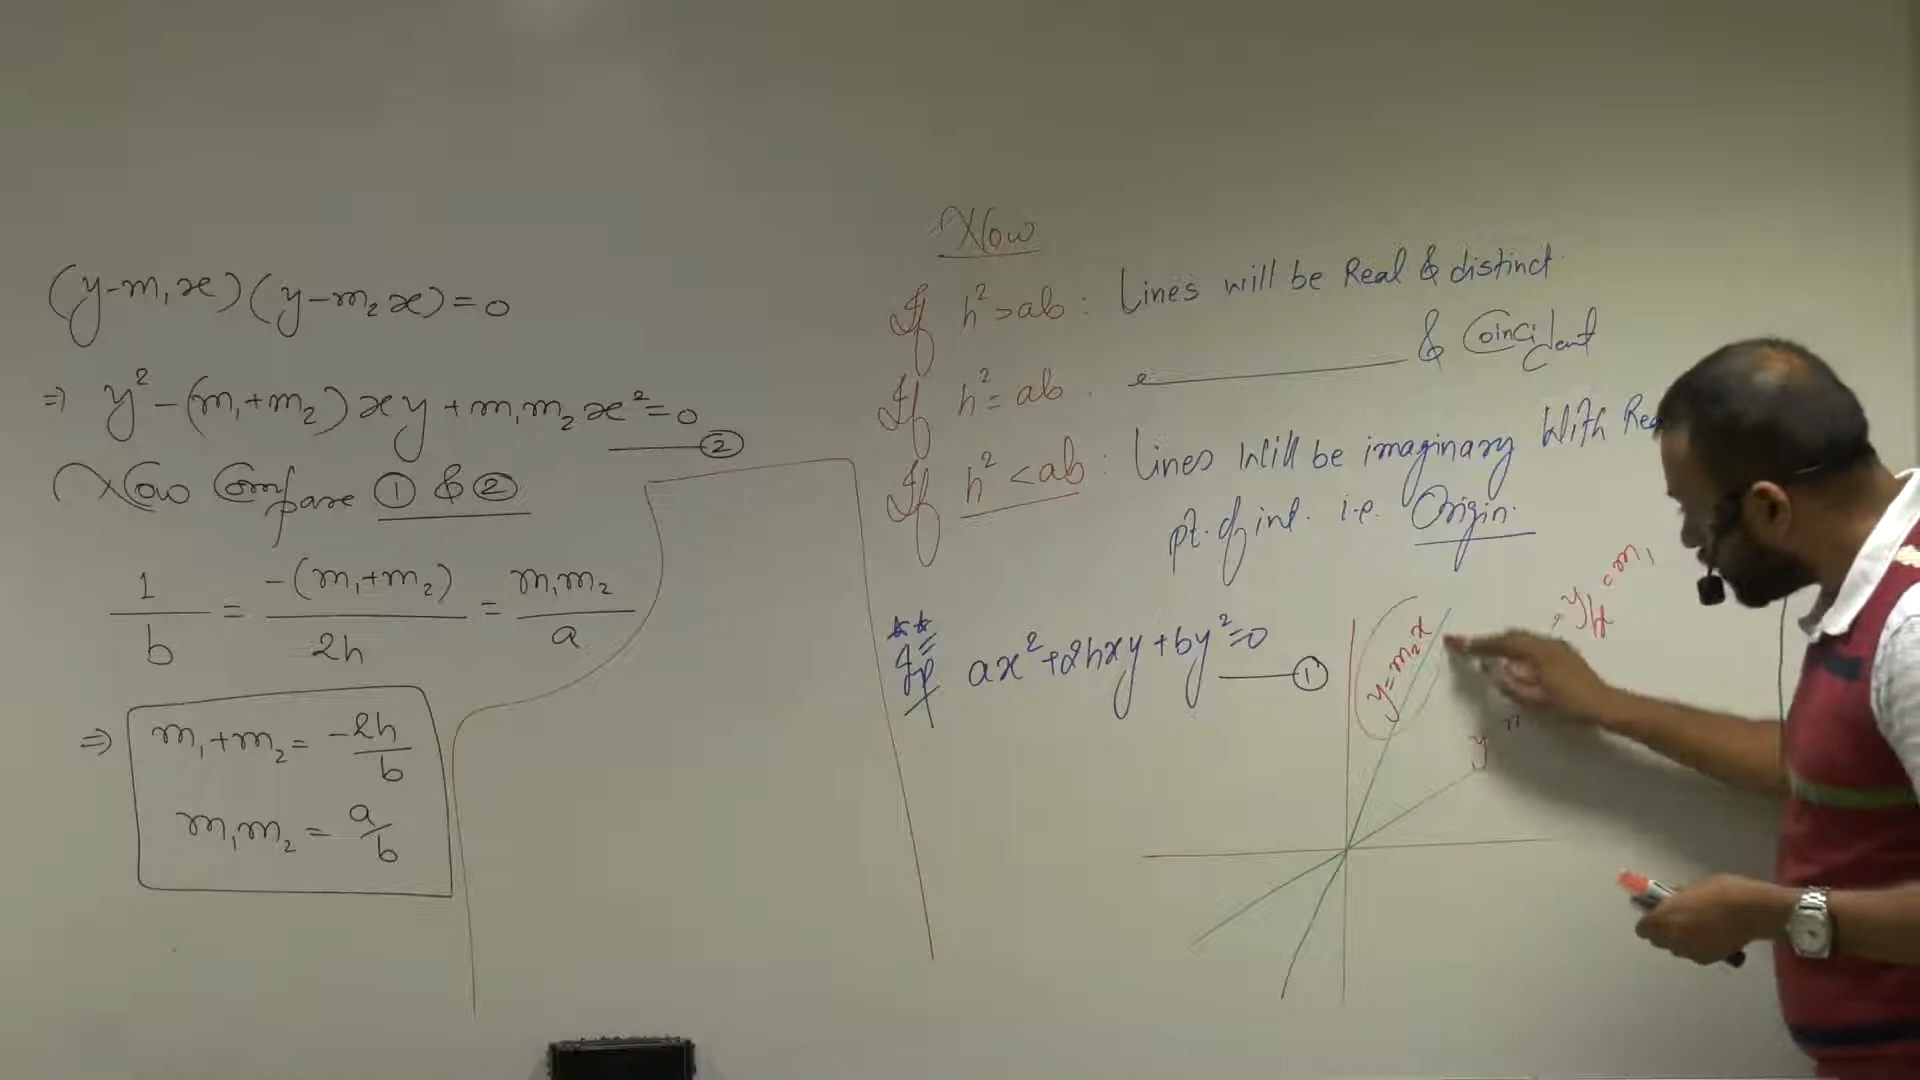 (y-m₁x)(y-m₂x)=0
⇒ y²-(m₁+m₂)xy+m₁m₂x²=0
②
Now Compare ① & ②
1/b = -(m₁+m₂)/2h = m₁m₂/a
⇒ m₁+m₂ = -2h/b
m₁m₂ = a/b
Now
If h²>ab: Lines will be Real & distinct
If h²=ab. & Coincident
If h²<ab: Lines will be imaginary With
pt. of int. i.e. Origin.
If ax²+2hxy+by²=0 ①
y=m₂x
= y/x = m₁
y